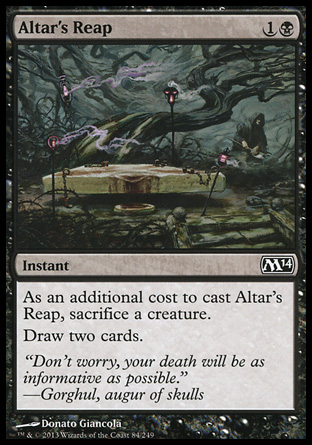 Altar's Reap 1
Instant M14
As an additional cost to cast Altar's
Reap, sacrifice a creature.
Draw two cards.
“Don't worry, your death will be as
informative as possible.”
—Gorghul, augur of skulls
Donato Giancola
™ & © 2013 Wizards of the Coast 84/249